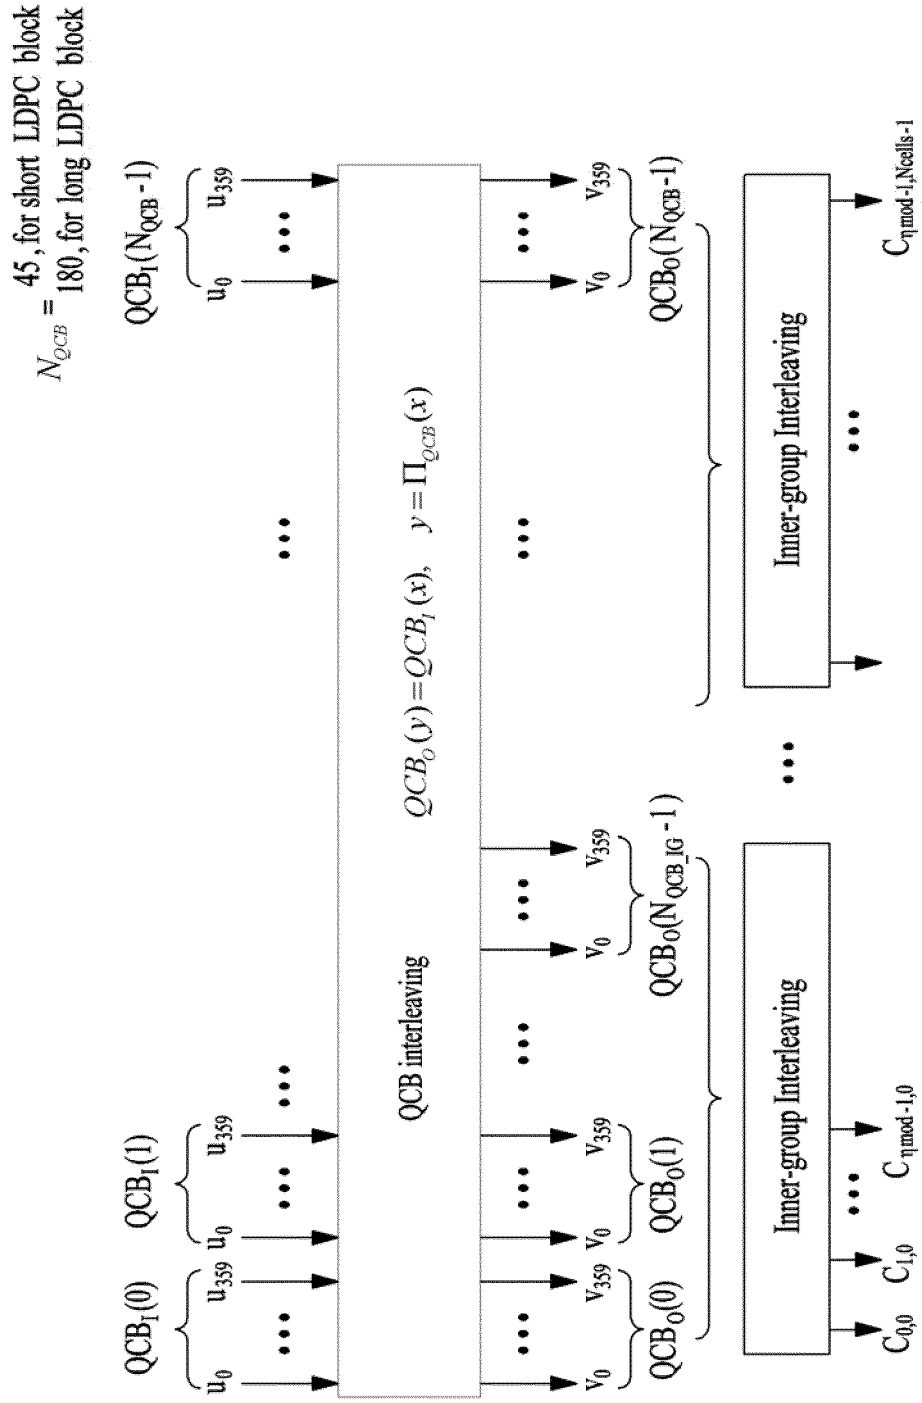 N_QCB = 45, for short LDPC block
180, for long LDPC block
QCB_I(0) QCB_I(1) QCB_I(N_QCB-1)
u_0 ••• u_359 u_0 ••• u_359 ••• ••• u_0 ••• u_359
QCB interleaving QCB_O(y)=QCB_I(x), y=Π_QCB(x)
••• ••• ••• ••• ••• •••
v_0 v_359 v_0 v_359 v_0 v_359 v_0 v_359
QCB_O(0) QCB_O(1) QCB_O(N_QCB_IG-1) QCB_O(N_QCB-1)
Inner-group Interleaving ••• Inner-group Interleaving
••• •••
C_0,0 C_1,0 C_ηmod-1,0 C_ηmod-1,Ncells-1